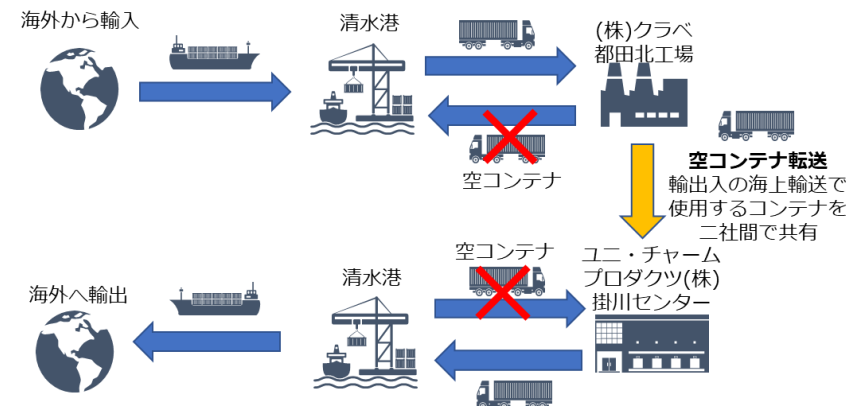 海外から輸入
清水港
(株)クラベ
都田北工場
空コンテナ
空コンテナ転送
輸出入の海上輸送で
使用するコンテナを
二社間で共有
海外へ輸出
清水港
空コンテナ
ユニ・チャーム
プロダクツ(株)
掛川センター